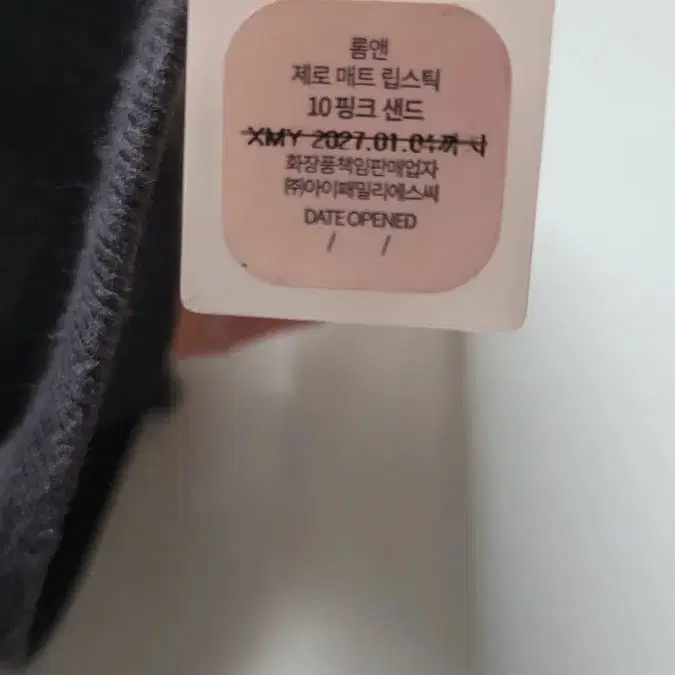 롬앤
제로 매트 립스틱
10 핑크 샌드
XMY 2027.01.04까지
화장품책임판매업자
㈜아이패밀리에스씨
DATE OPENED
/ /